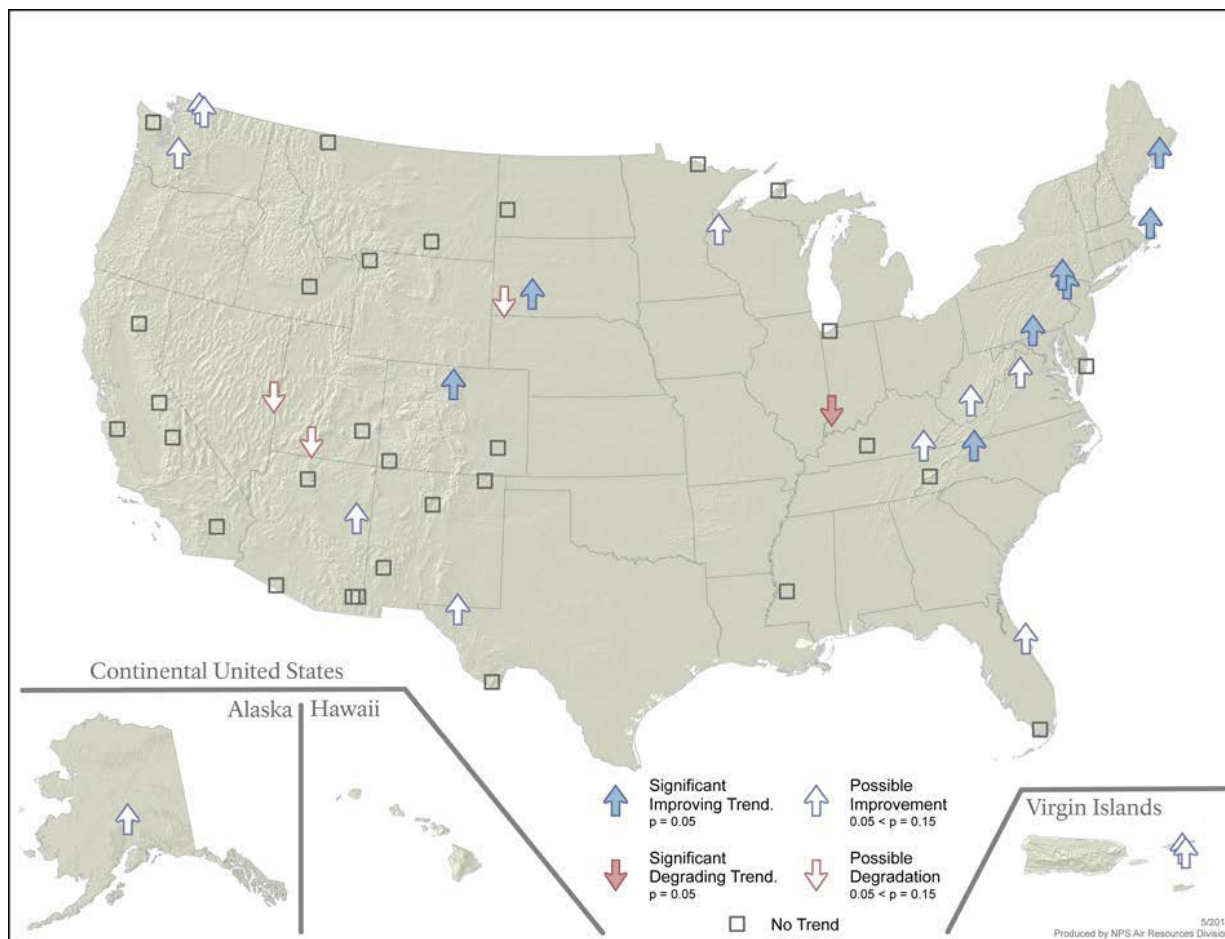 Continental United States
Alaska
Hawaii
Significant
Improving Trend.
p = 0.05
Possible
Improvement
0.05 < p = 0.15
Significant
Degrading Trend.
p = 0.05
Possible
Degradation
0.05 < p = 0.15
No Trend
Virgin Islands
Produced by NPS Air Resources